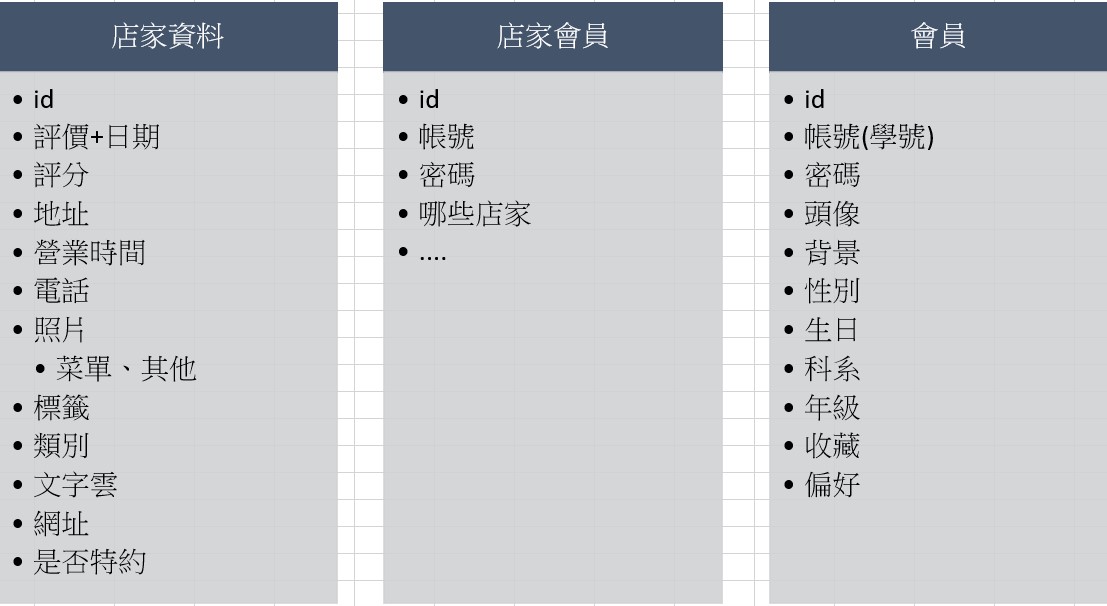 店家資料
id
評價+日期
評分
地址
營業時間
電話
照片
菜單、其他
標籤
類別
文字雲
網址
是否特約
店家會員
id
帳號
密碼
哪些店家
....
會員
id
帳號(學號)
密碼
頭像
背景
性別
生日
科系
年級
收藏
偏好